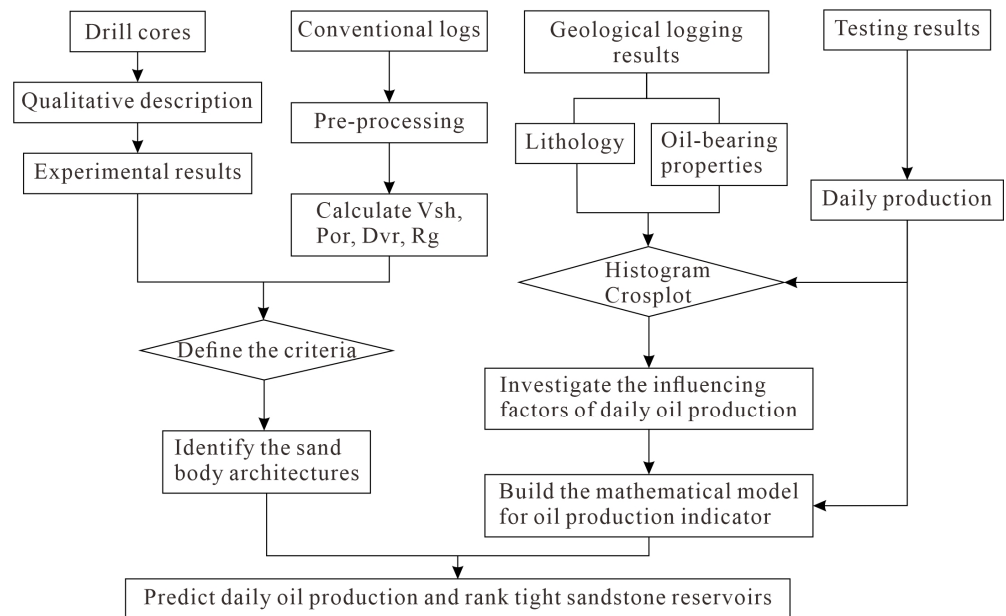 Drill cores
Conventional logs
Geological logging
results
Testing results
Qualitative description
Pre-processing
Lithology
Oil-bearing
properties
Experimental results
Calculate Vsh,
Por, Dvr, Rg
Daily production
Histogram
Crosplot
Define the criteria
Investigate the influencing
factors of daily oil production
Identify the sand
body architectures
Build the mathematical model
for oil production indicator
Predict daily oil production and rank tight sandstone reservoirs